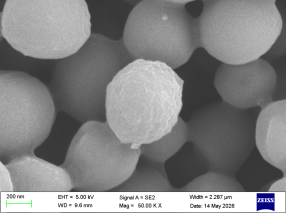 200 nm
EHT = 5.00 kV
WD = 9.6 mm
Signal A = SE2
Mag = 50.00 K X
Width = 2.287 µm
Date: 14 May 2026
ZEISS